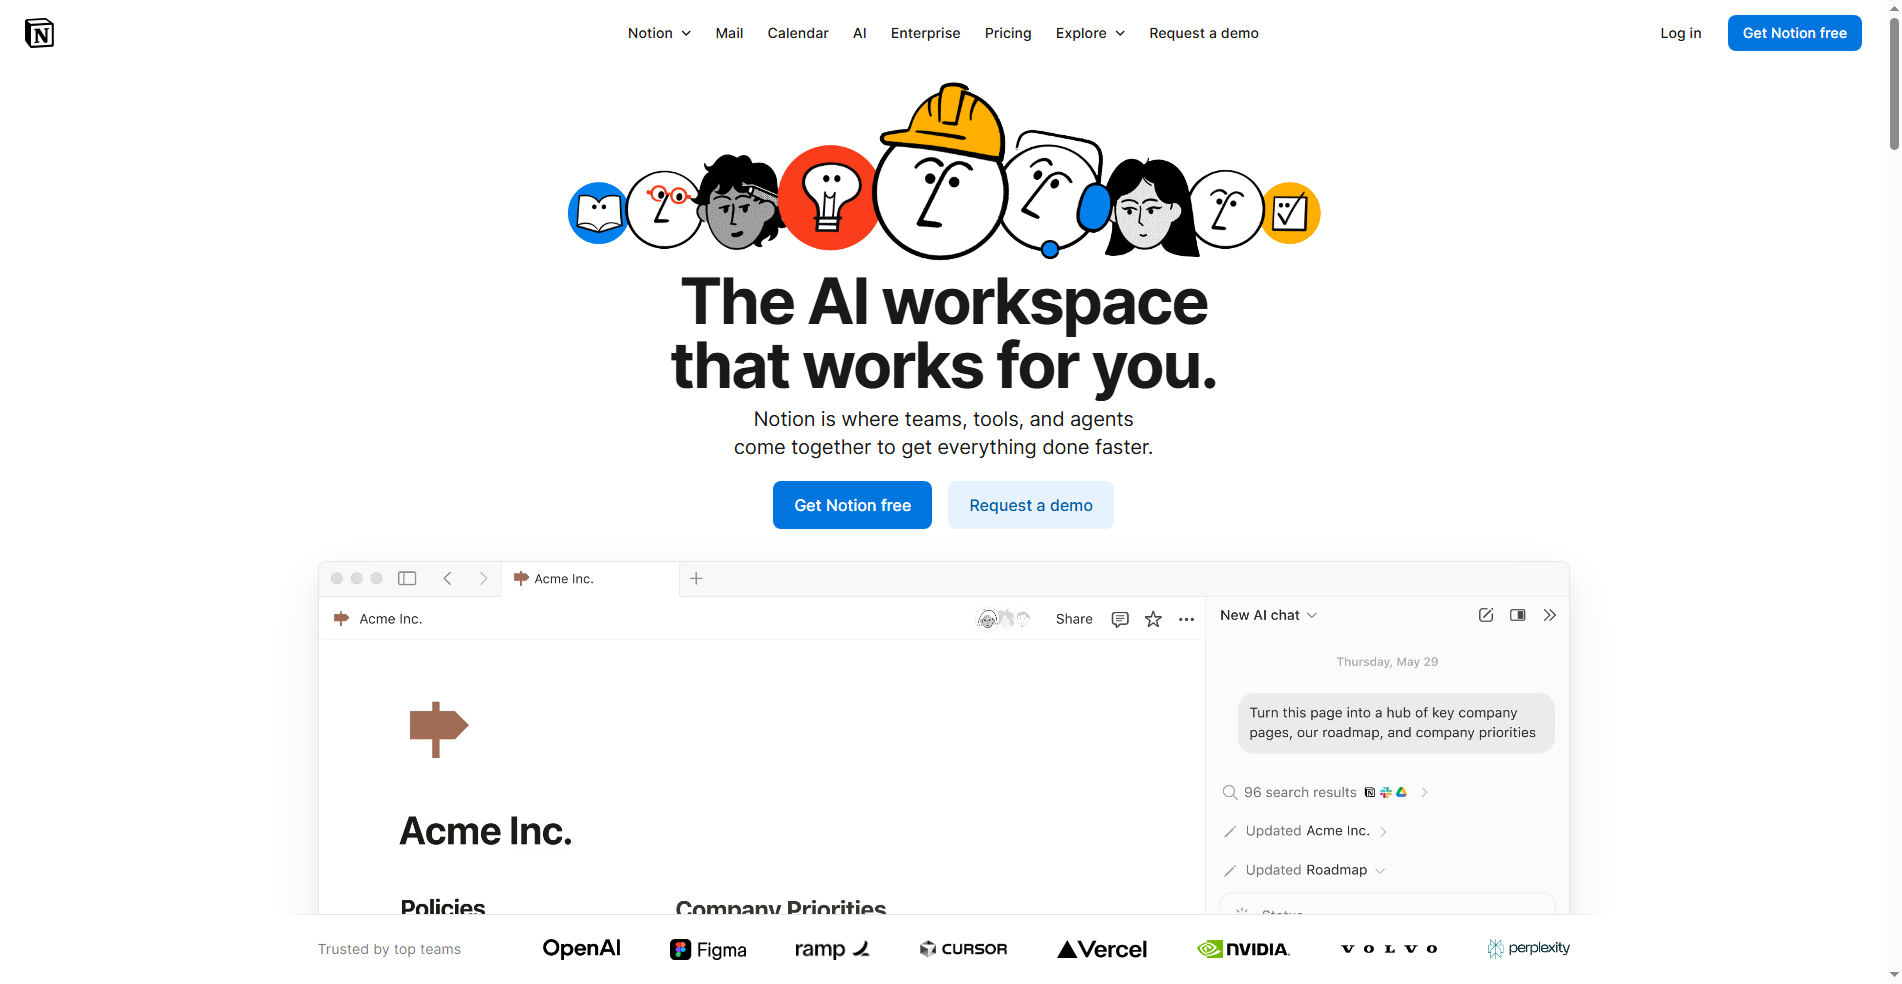 N
Notion
Mail
Calendar
AI
Enterprise
Pricing
Explore
Request a demo
Log in
Get Notion free
The AI workspace
that works for you.
Notion is where teams, tools, and agents
come together to get everything done faster.
Get Notion free
Request a demo
Acme Inc.
Acme Inc.
Share
New AI chat
Thursday, May 29
Turn this page into a hub of key company
pages, our roadmap, and company priorities
96 search results
Updated Acme Inc.
Updated Roadmap
Status
Acme Inc.
Policies
Company Priorities
Trusted by top teams
OpenAI
Figma
ramp
CURSOR
Vercel
NVIDIA.
VOLVO
perplexity